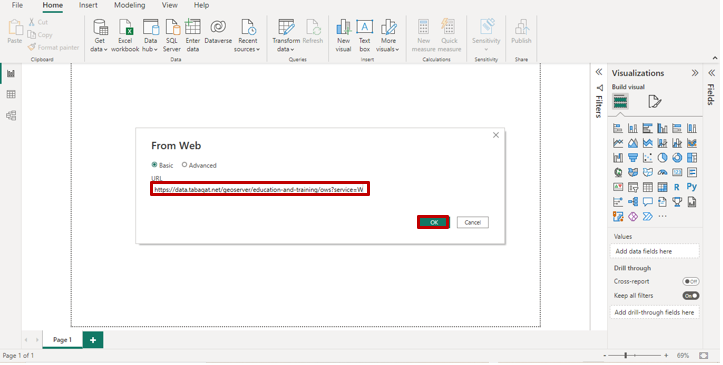 File Home Insert Modeling View Help
Paste
Cut
Copy
Format painter
Get data
Excel workbook
Data hub
SQL Server
Enter data
Dataverse
Recent sources
Transform data
Refresh
New visual
Text box
More visuals
New measure
Quick measure
Sensitivity
Publish
Clipboard Data Queries Insert Calculations Sensitivity Share
From Web
Basic Advanced
URL
https://data.tabaqat.net/geoserver/education-and-training/ows?service=W
OK Cancel
Filters
Visualizations
Build visual
R Py
Values
Add data fields here
Drill through
Cross-report Off
Keep all filters On
Add drill-through fields here
Fields
Page 1
Page 1 of 1
69%